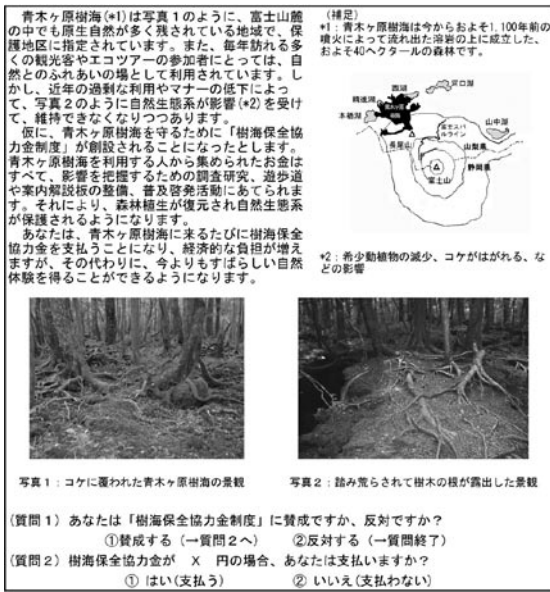 青木ヶ原樹海(*1)は写真1のように、富士山麓
の中でも原生自然が多く残されている地域で、保
護地区に指定されています。また、毎年訪れる多
くの観光客やエコツアーの参加者にとっては、自
然とのふれあいの場として利用されています。し
かし、近年の過剰な利用やマナーの低下によっ
て、写真2のように自然生態系が影響(*2)を受け
て、維持できなくなりつつあります。
仮に、青木ヶ原樹海を守るために「樹海保全協
力金制度」が創設されることになったとします。
青木ヶ原樹海を利用する人から集められたお金は
すべて、影響を把握するための調査研究、遊歩道
や案内解説板の整備、普及啓発活動にあてられま
す。それにより、森林植生が復元され自然生態系
が保護されるようになります。
あなたは、青木ヶ原樹海に来るたびに樹海保全
協力金を支払うことになり、経済的な負担が増え
ますが、その代わりに、今よりもすばらしい自然
体験を得ることができるようになります。
(補足)
*1:青木ヶ原樹海は今からおよそ1,100年前の
噴火によって流れ出た溶岩の上に成立した、
およそ40ヘクタールの森林です。
西湖
河口湖
精進湖
本栖湖
富士スバル
ライン
山中湖
長尾山
山梨県
静岡県
富士山
*2:希少動植物の減少、コケがはがれる、な
どの影響
写真1:コケに覆われた青木ヶ原樹海の景観
写真2:踏み荒らされて樹木の根が露出した景観
(質問1) あなたは「樹海保全協力金制度」に賛成ですか、反対ですか?
①賛成する (→質問2へ) ②反対する (→質問終了)
(質問2) 樹海保全協力金が X 円の場合、あなたは支払いますか?
① はい(支払う) ② いいえ(支払わない)